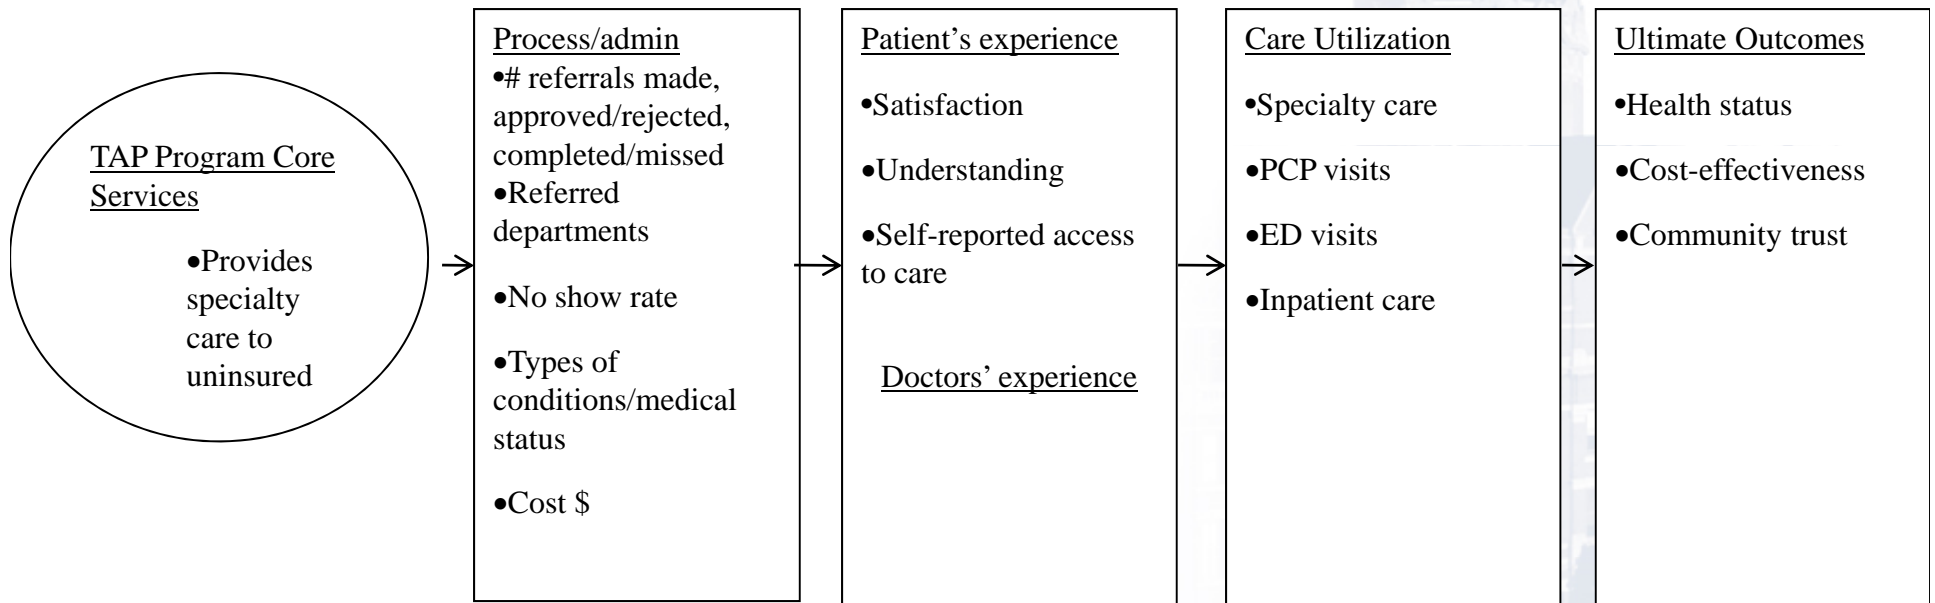 TAP Program Core
Services
•Provides
specialty
care to
uninsured
Process/admin
•# referrals made,
approved/rejected,
completed/missed
•Referred
departments
•No show rate
•Types of
conditions/medical
status
•Cost $
Patient’s experience
•Satisfaction
•Understanding
•Self-reported access
to care
Doctors’ experience
Care Utilization
•Specialty care
•PCP visits
•ED visits
•Inpatient care
Ultimate Outcomes
•Health status
•Cost-effectiveness
•Community trust